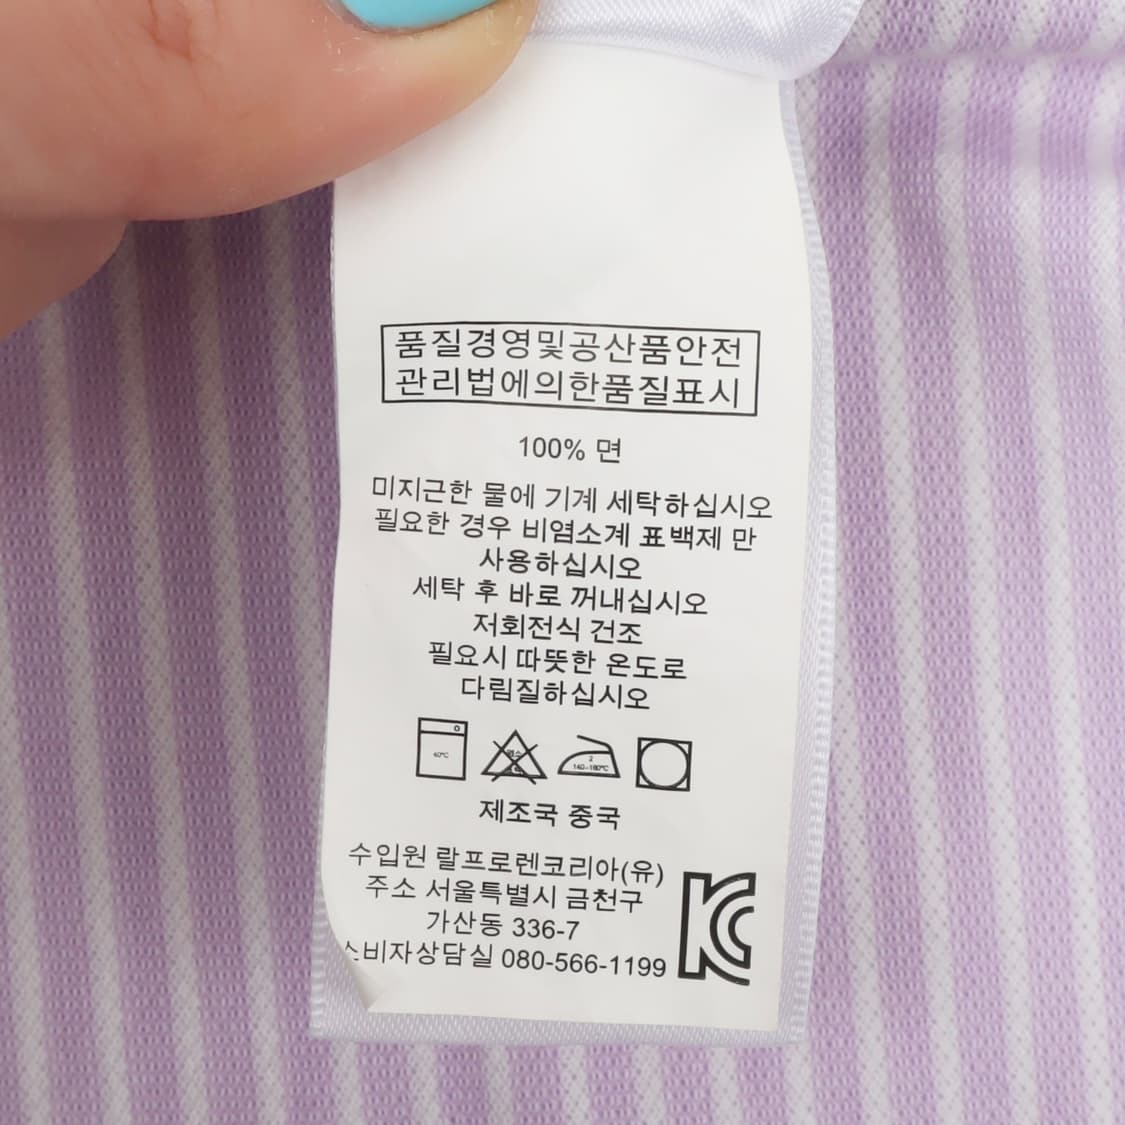 품질경영및공산품안전
관리법에의한품질표시
100% 면
미지근한 물에 기계 세탁하십시오
필요한 경우 비염소계 표백제 만
사용하십시오
세탁 후 바로 꺼내십시오
저회전식 건조
필요시 따뜻한 온도로
다림질하십시오
2
140~160℃
제조국 중국
수입원 랄프로렌코리아(유)
주소 서울특별시 금천구
가산동 336-7
소비자상담실 080-566-1199